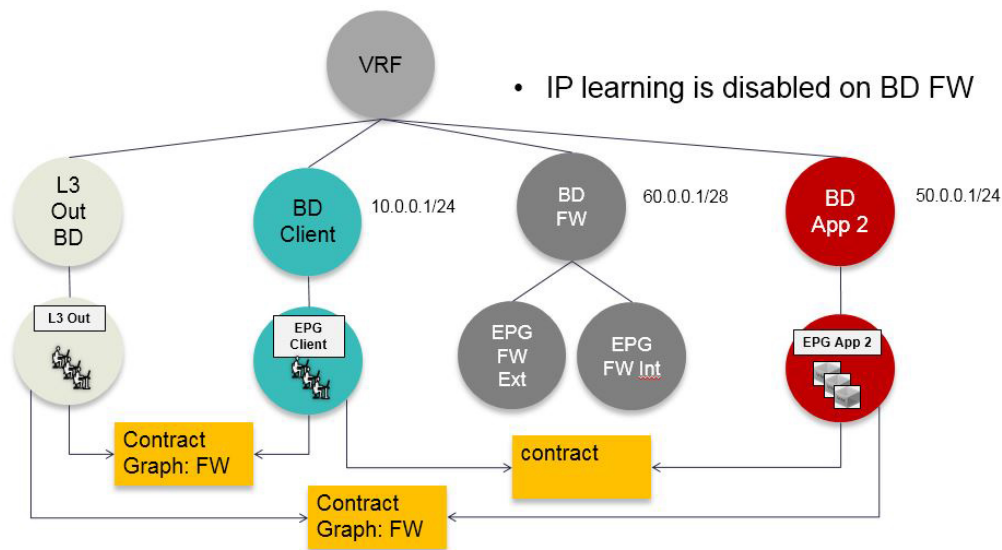 VRF
• IP learning is disabled on BD FW
L3
Out
BD
BD
Client
10.0.0.1/24
BD
FW
60.0.0.1/28
BD
App 2
50.0.0.1/24
L3 Out
EPG
Client
EPG
FW
Ext
EPG
FW Int
EPG App 2
Contract
Graph: FW
contract
Contract
Graph: FW